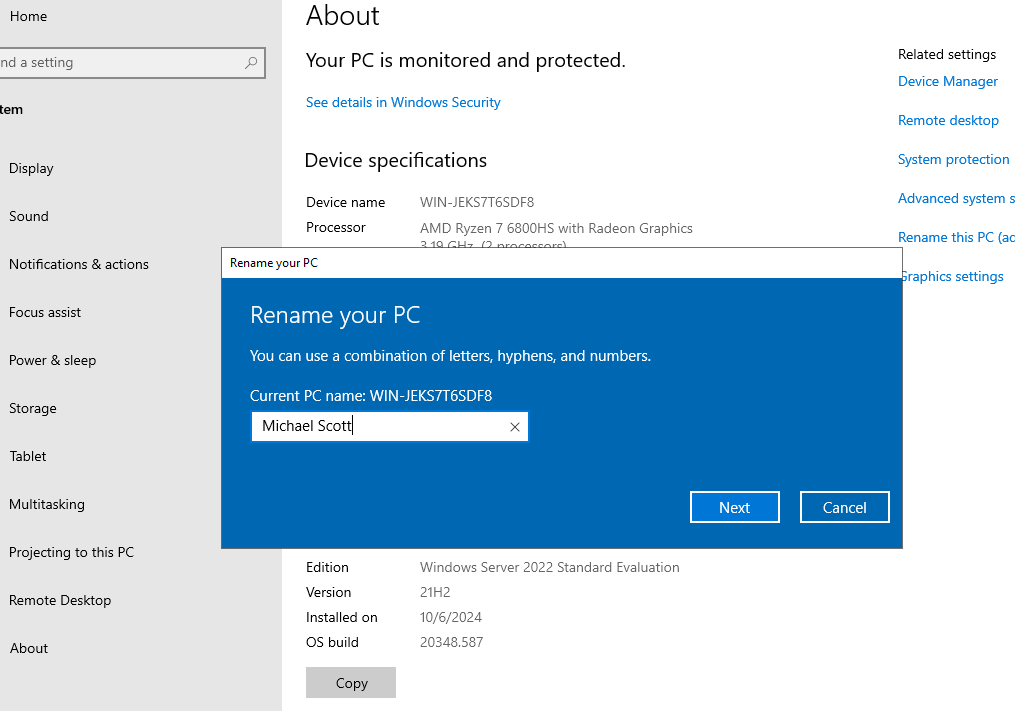 Home
nd a setting
tem
Display
Sound
Notifications & actions
Focus assist
Power & sleep
Storage
Tablet
Multitasking
Projecting to this PC
Remote Desktop
About
About
Your PC is monitored and protected.
See details in Windows Security
Device specifications
Device name WIN-JEKS7T6SDF8
Processor AMD Ryzen 7 6800HS with Radeon Graphics
3.19 GHz (2 processors)
Rename your PC
Rename your PC
You can use a combination of letters, hyphens, and numbers.
Current PC name: WIN-JEKS7T6SDF8
Michael Scott
Next Cancel
Edition Windows Server 2022 Standard Evaluation
Version 21H2
Installed on 10/6/2024
OS build 20348.587
Copy
Related settings
Device Manager
Remote desktop
System protection
Advanced system s
Rename this PC (ad
Graphics settings